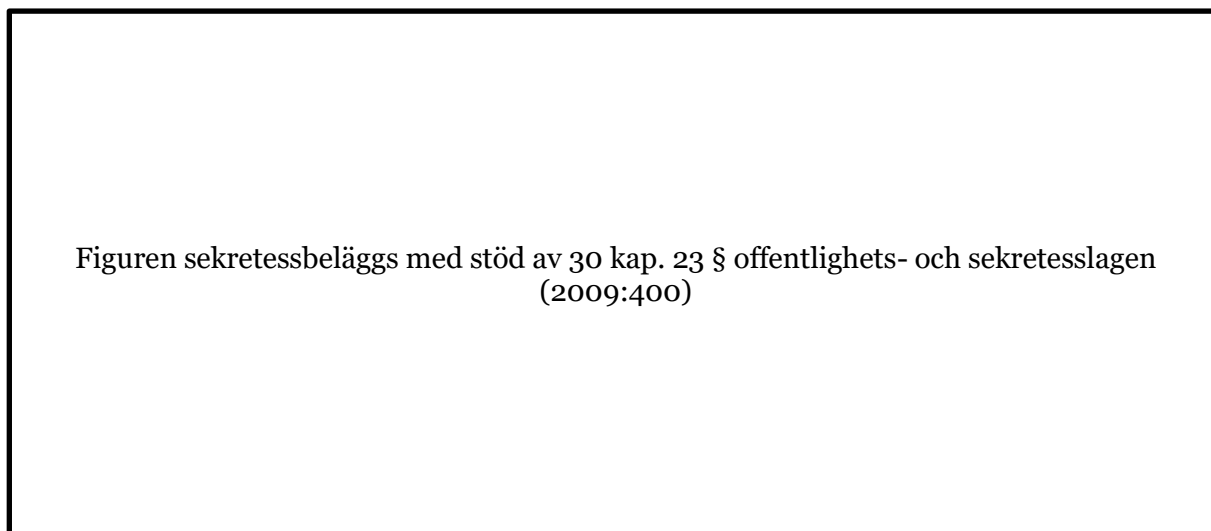 Figuren sekretessbeläggs med stöd av 30 kap. 23 § offentlighets- och sekretesslagen
(2009:400)